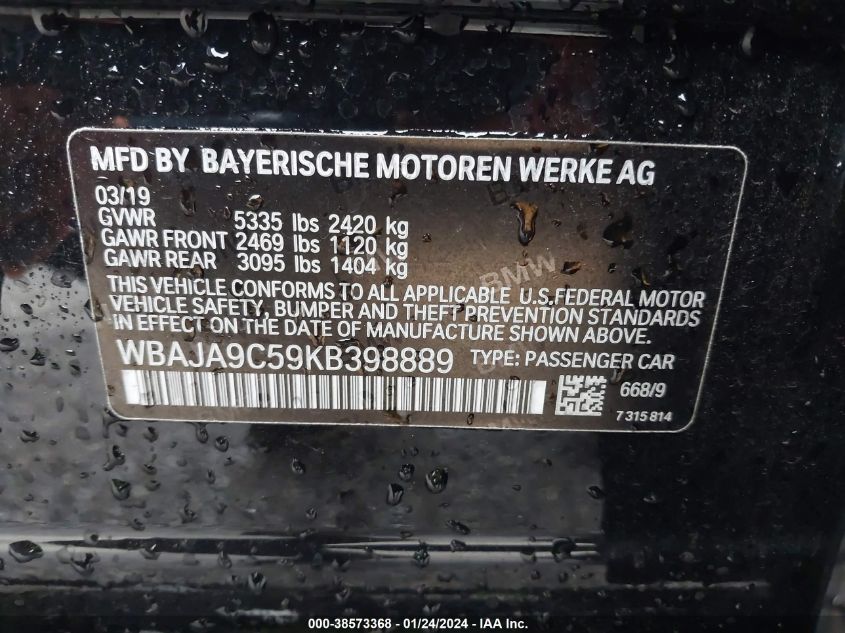 MFD BY BAYERISCHE MOTOREN WERKE AG
03/19
GVWR 5335 lbs 2420 kg
GAWR FRONT 2469 lbs 1120 kg
GAWR REAR 3095 lbs 1404 kg
THIS VEHICLE CONFORMS TO ALL APPLICABLE U.S.FEDERAL MOTOR
VEHICLE SAFETY, BUMPER AND THEFT PREVENTION STANDARDS
IN EFFECT ON THE DATE OF MANUFACTURE SHOWN ABOVE.
WBAJA9C59KB398889 TYPE: PASSENGER CAR
668/9
7 315 814
BMW
000-38573368 - 01/24/2024 - IAA Inc.